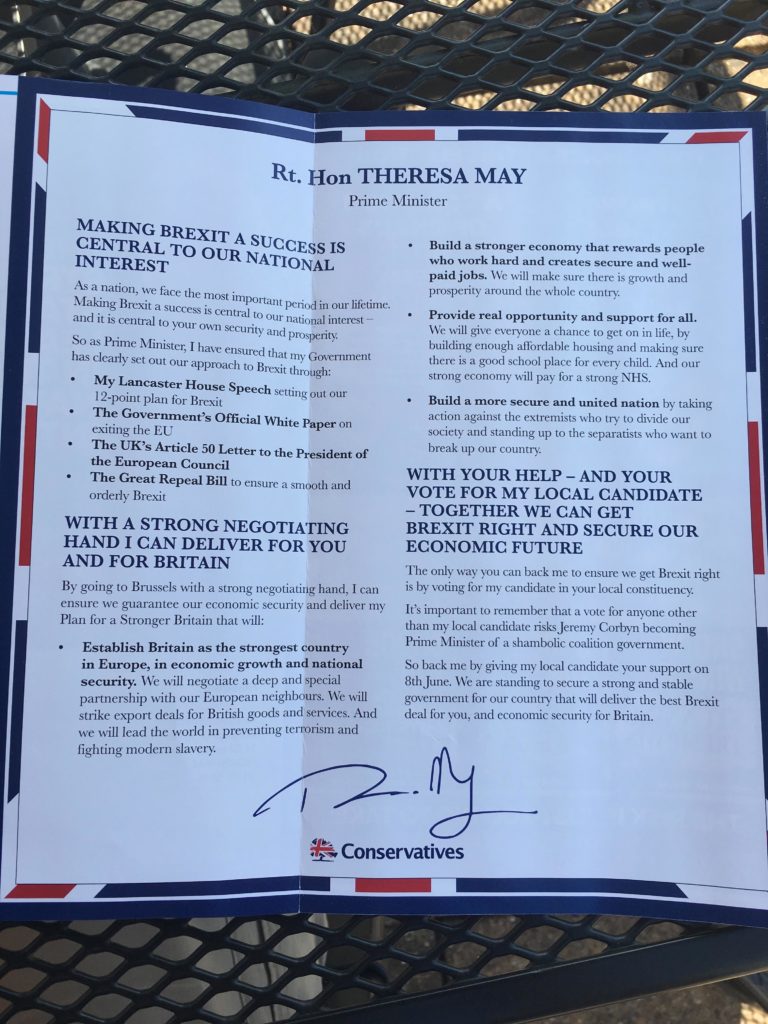 Rt. Hon THERESA MAY
Prime Minister
MAKING BREXIT A SUCCESS IS
CENTRAL TO OUR NATIONAL
INTEREST
As a nation, we face the most important period in our lifetime.
Making Brexit a success is central to our national interest –
and it is central to your own security and prosperity.
So as Prime Minister, I have ensured that my Government
has clearly set out our approach to Brexit through:
• My Lancaster House Speech setting out our
12-point plan for Brexit
• The Government's Official White Paper on
exiting the EU
• The UK's Article 50 Letter to the President of
the European Council
• The Great Repeal Bill to ensure a smooth and
orderly Brexit
WITH A STRONG NEGOTIATING
HAND I CAN DELIVER FOR YOU
AND FOR BRITAIN
By going to Brussels with a strong negotiating hand, I can
ensure we guarantee our economic security and deliver my
Plan for a Stronger Britain that will:
• Establish Britain as the strongest country
in Europe, in economic growth and national
security. We will negotiate a deep and special
partnership with our European neighbours. We will
strike export deals for British goods and services. And
we will lead the world in preventing terrorism and
fighting modern slavery.
• Build a stronger economy that rewards people
who work hard and creates secure and well-
paid jobs. We will make sure there is growth and
prosperity around the whole country.
• Provide real opportunity and support for all.
We will give everyone a chance to get on in life, by
building enough affordable housing and making sure
there is a good school place for every child. And our
strong economy will pay for a strong NHS.
• Build a more secure and united nation by taking
action against the extremists who try to divide our
society and standing up to the separatists who want to
break up our country.
WITH YOUR HELP – AND YOUR
VOTE FOR MY LOCAL CANDIDATE
– TOGETHER WE CAN GET
BREXIT RIGHT AND SECURE OUR
ECONOMIC FUTURE
The only way you can back me to ensure we get Brexit right
is by voting for my candidate in your local constituency.
It's important to remember that a vote for anyone other
than my local candidate risks Jeremy Corbyn becoming
Prime Minister of a shambolic coalition government.
So back me by giving my local candidate your support on
8th June. We are standing to secure a strong and stable
government for our country that will deliver the best Brexit
deal for you, and economic security for Britain.
Conservatives